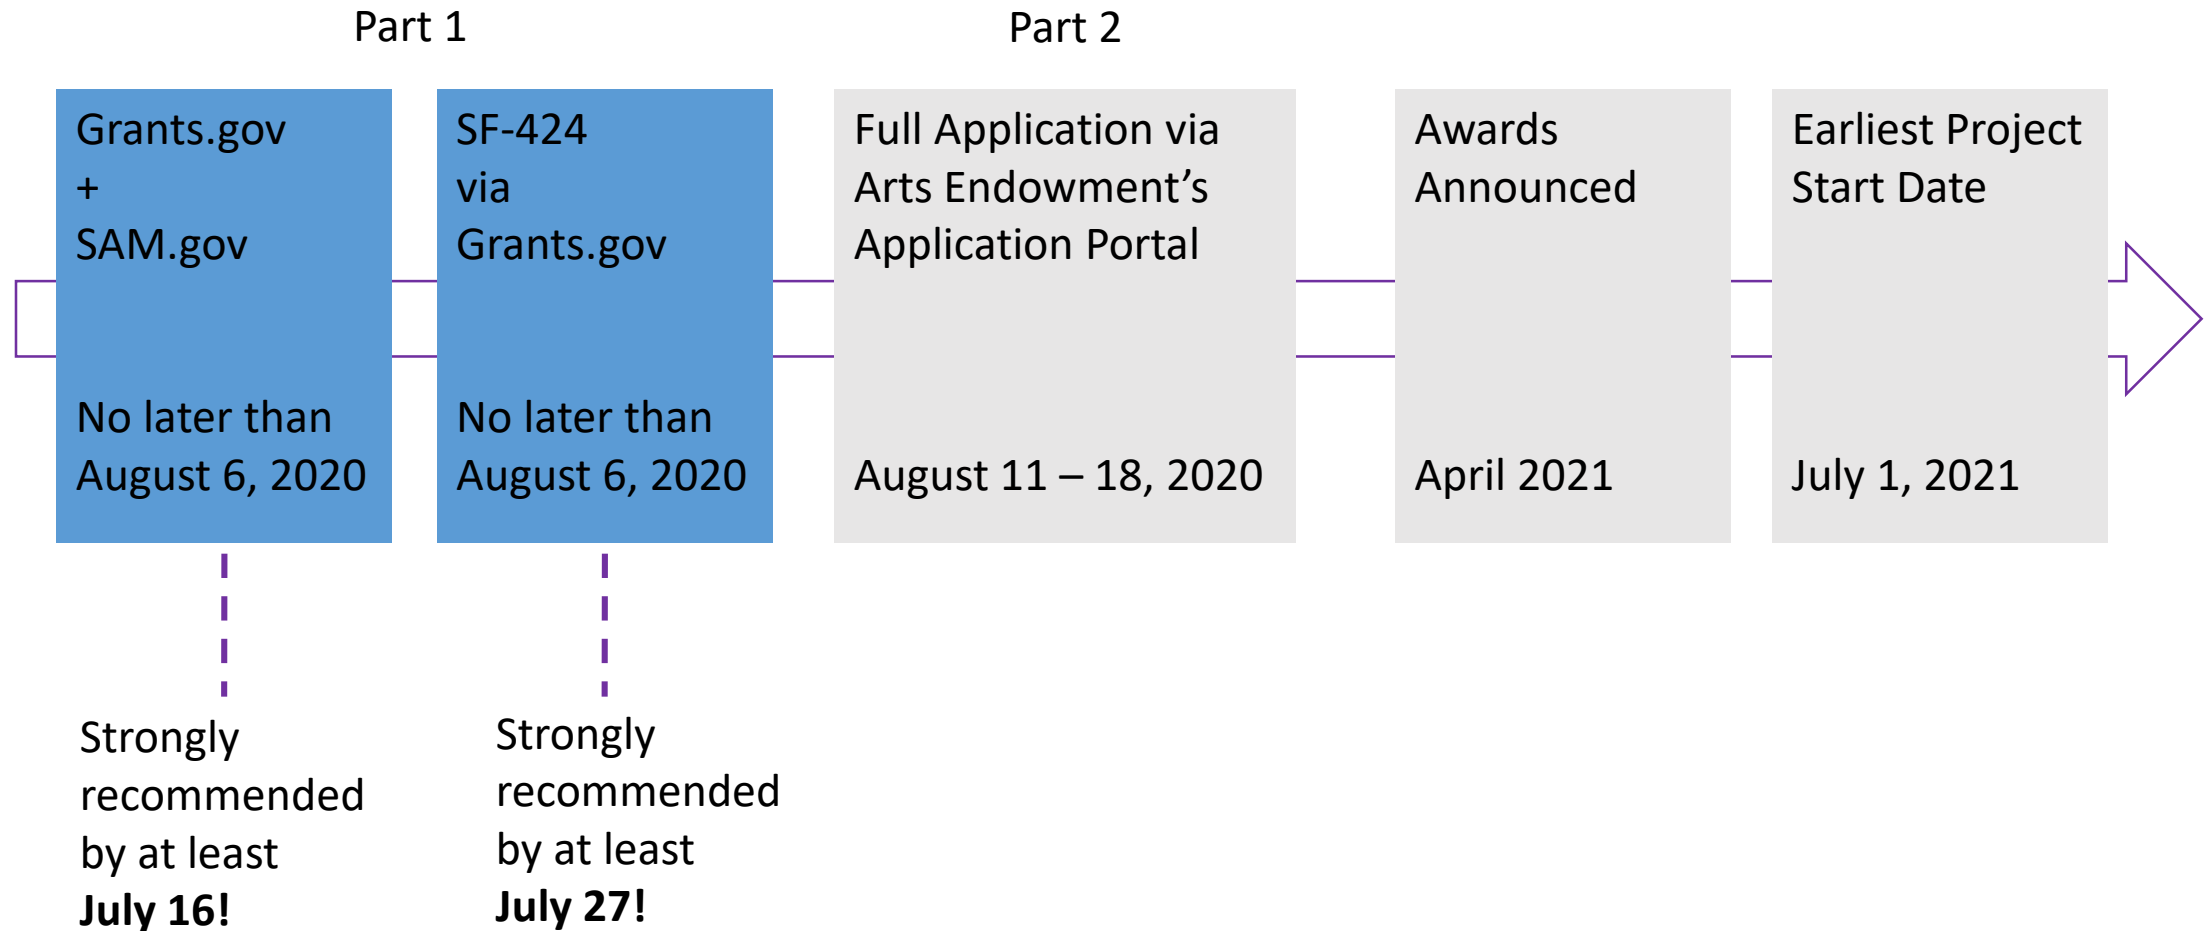 Part 1
Part 2
Grants.gov
+
SAM.gov
No later than
August 6, 2020
SF-424
via
Grants.gov
No later than
August 6, 2020
Full Application via
Arts Endowment’s
Application Portal
August 11 – 18, 2020
Awards
Announced
April 2021
Earliest Project
Start Date
July 1, 2021
Strongly
recommended
by at least
July 16!
Strongly
recommended
by at least
July 27!